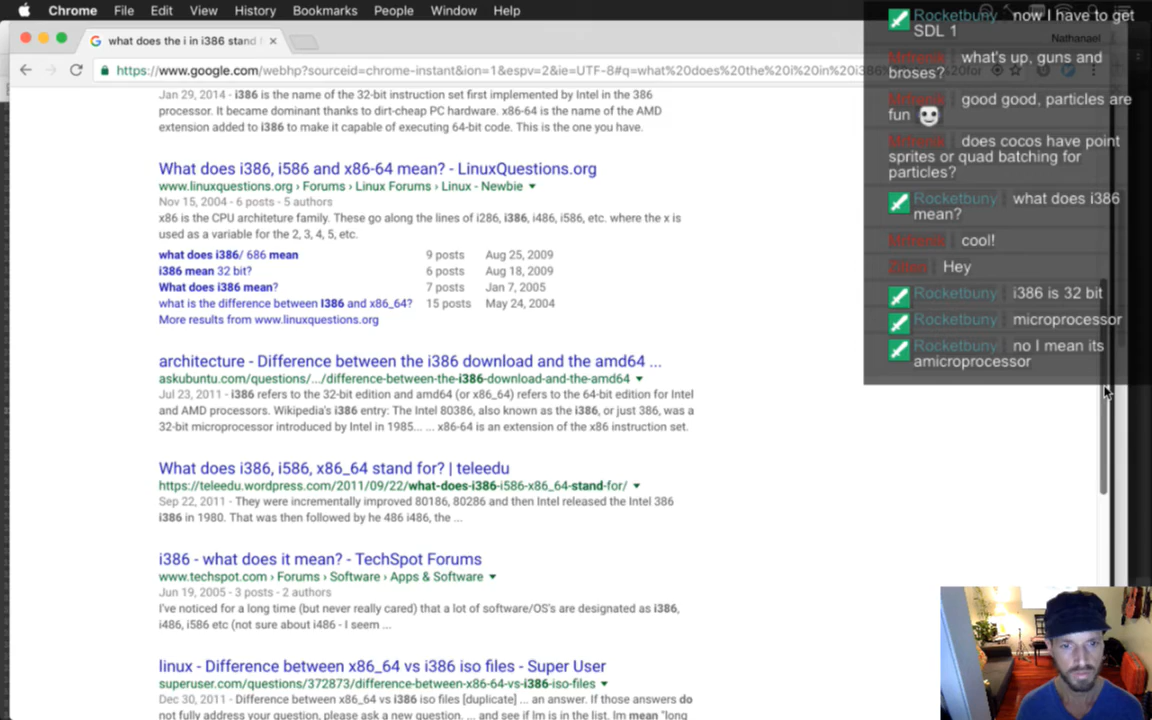 Chrome File Edit View History Bookmarks People Window Help
what does the i in i386 stand
Nathanael
https://www.google.com/webhp?sourceid=chrome-instant&ion=1&espv=2&ie=UTF-8#q=what%20does%20the%20i%20in%20i386
Jan 29, 2014 - i386 is the name of the 32-bit instruction set first implemented by Intel in the 386
processor. It became dominant thanks to dirt-cheap PC hardware. x86-64 is the name of the AMD
extension added to i386 to make it capable of executing 64-bit code. This is the one you have.
What does i386, i586 and x86-64 mean? - LinuxQuestions.org
www.linuxquestions.org › Forums › Linux Forums › Linux - Newbie
Nov 15, 2004 - 6 posts - 5 authors
x86 is the CPU architeture family. These go along the lines of i286, i386, i486, i586, etc. where the x is
used as a variable for the 2, 3, 4, 5, etc.
what does i386/ 686 mean 9 posts Aug 25, 2009
i386 mean 32 bit? 6 posts Aug 18, 2009
What does i386 mean? 7 posts Jan 7, 2005
what is the difference between I386 and x86_64? 15 posts May 24, 2004
More results from www.linuxquestions.org
architecture - Difference between the i386 download and the amd64 ...
askubuntu.com/questions/.../difference-between-the-i386-download-and-the-amd64
Jul 23, 2011 - i386 refers to the 32-bit edition and amd64 (or x86_64) refers to the 64-bit edition for Intel
and AMD processors. Wikipedia's i386 entry: The Intel 80386, also known as the i386, or just 386, was a
32-bit microprocessor introduced by Intel in 1985... ... x86-64 is an extension of the x86 instruction set.
What does i386, i586, x86_64 stand for? | teleedu
https://teleedu.wordpress.com/2011/09/22/what-does-i386-i586-x86_64-stand-for/
Sep 22, 2011 - They were incrementally improved 80186, 80286 and then Intel released the Intel 386
i386 in 1980. That was then followed by he 486 i486, the ...
i386 - what does it mean? - TechSpot Forums
www.techspot.com › Forums › Software › Apps & Software
Jun 19, 2005 - 3 posts - 2 authors
I've noticed for a long time (but never really cared) that a lot of software/OS's are designated as i386,
i486, i586 etc (not sure about i486 - I seem ...
linux - Difference between x86_64 vs i386 iso files - Super User
superuser.com/questions/372873/difference-between-x86-64-vs-i386-iso-files
Dec 30, 2011 - Difference between x86_64 vs i386 iso files [duplicate] ... an answer. If those answers do
not fully address your question, please ask a new question. ... and see if Im is in the list. Im mean "long
Rocketbuny now I have to get
SDL 1
what's up, guns and
broses?
good good, particles are
fun
does cocos have point
sprites or quad batching for
particles?
Rocketbuny what does i386
mean?
cool!
Hey
Rocketbuny i386 is 32 bit
Rocketbuny microprocessor
Rocketbuny no I mean its
amicroprocessor